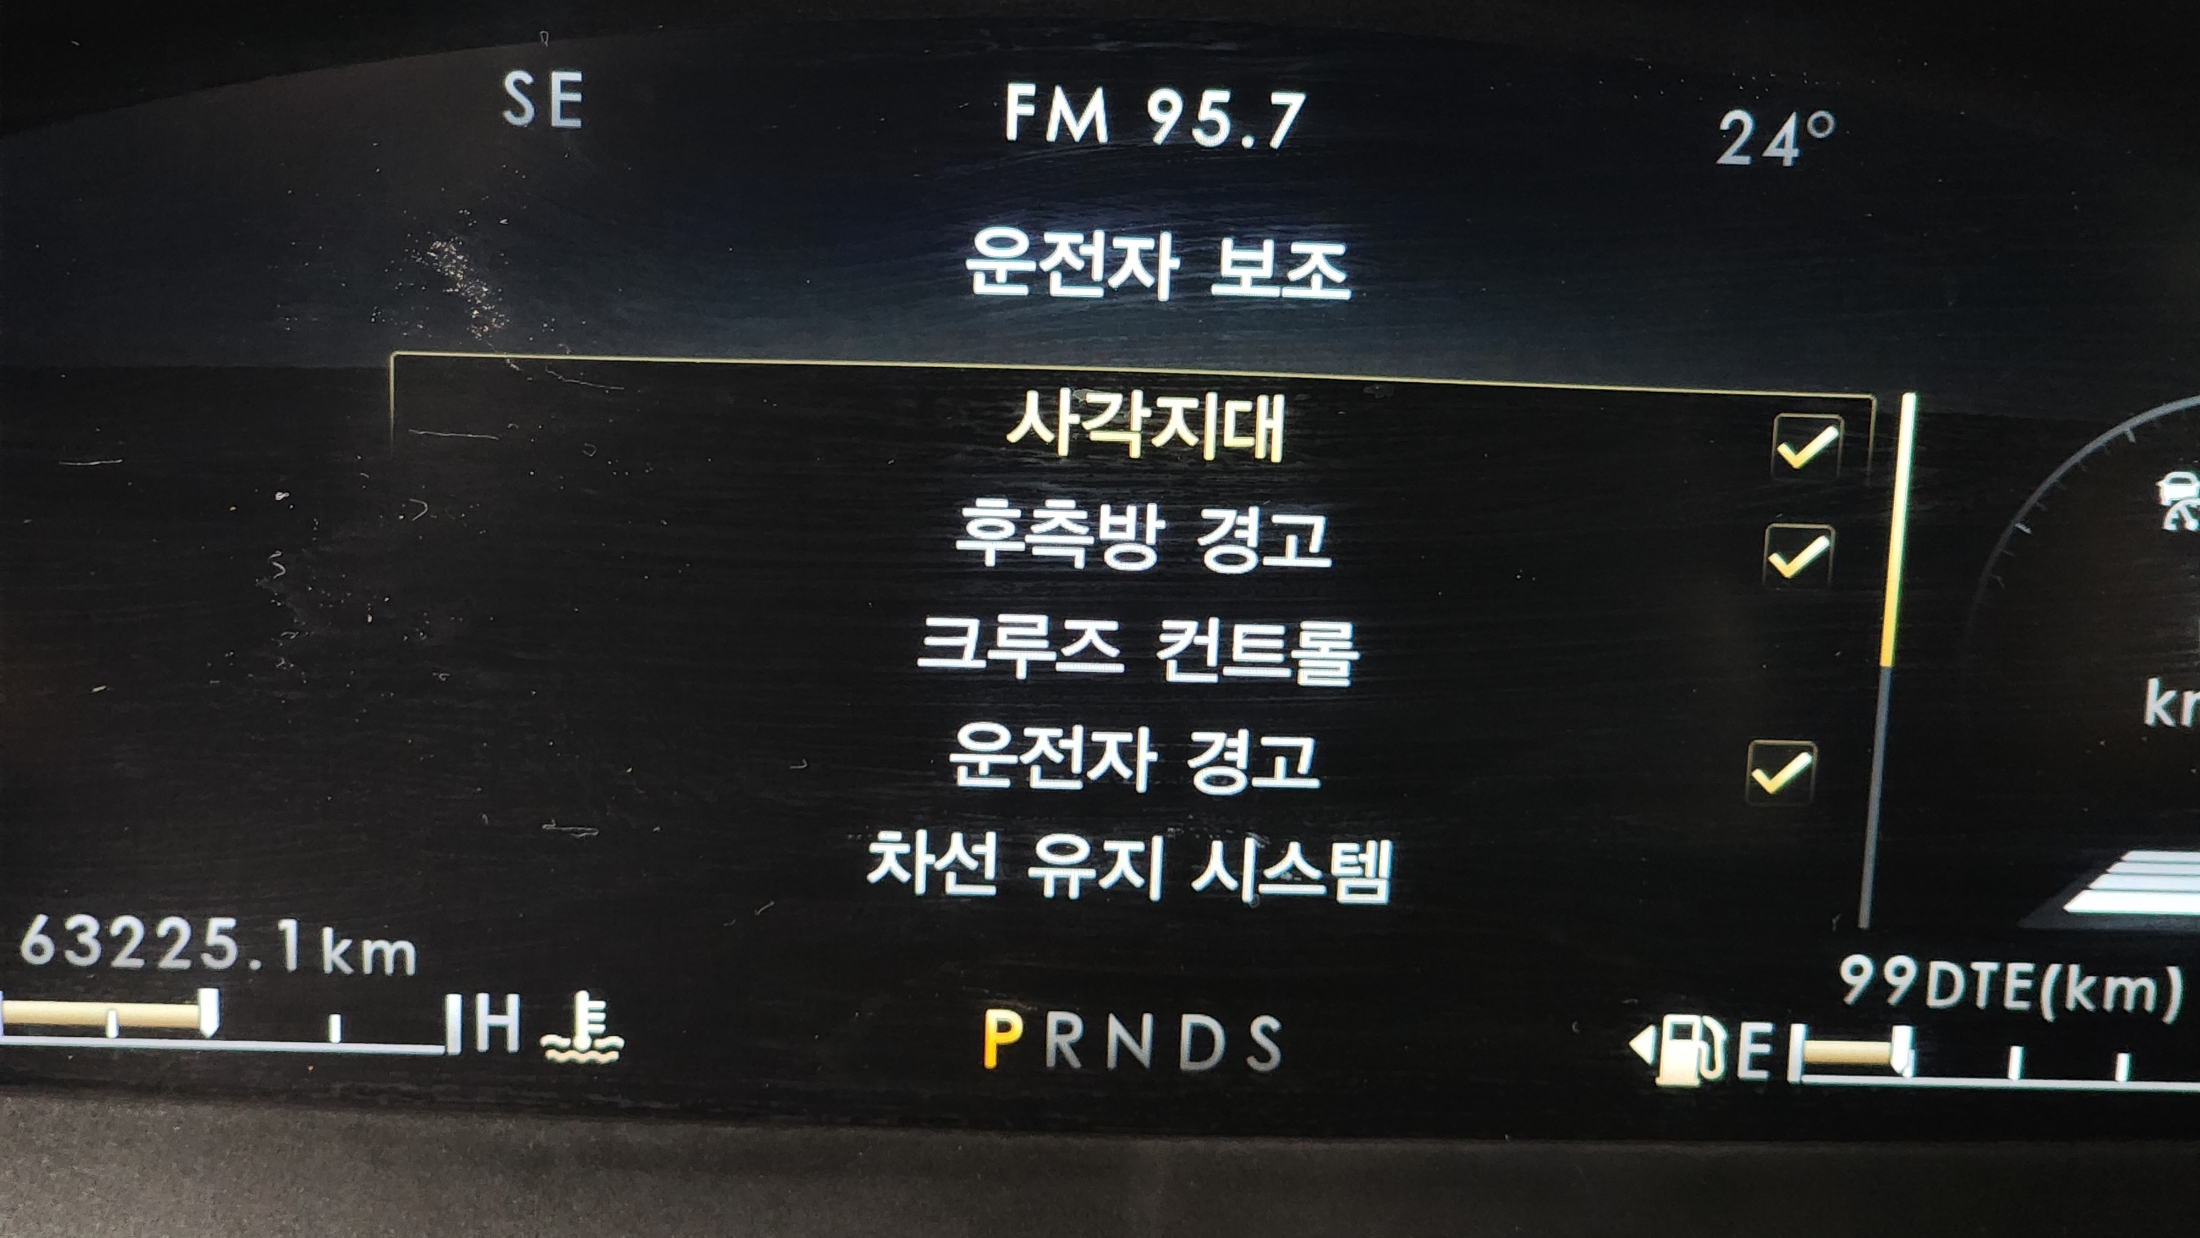 SE
FM 95.7
24°
운전자 보조
사각지대
후측방 경고
크루즈 컨트롤
운전자 경고
차선 유지 시스템
63225.1km
99DTE(km)
H
PRNDS
E